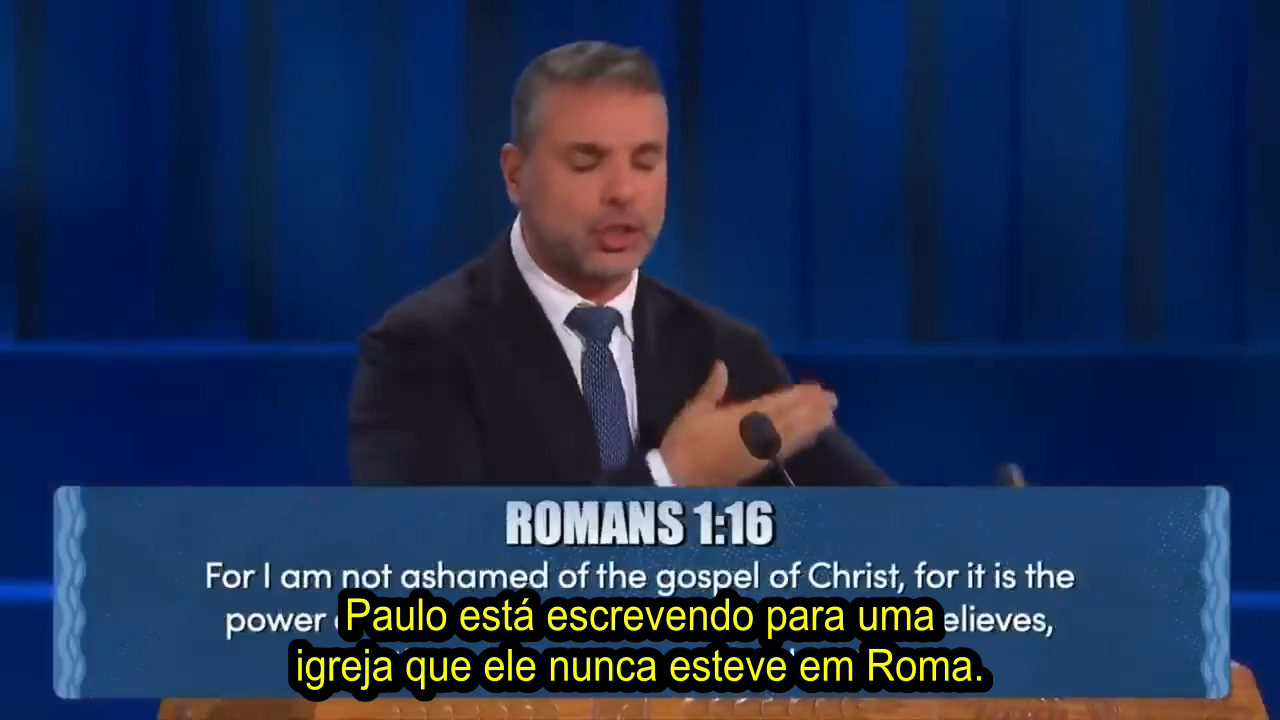 ROMANS 1:16
For I am not ashamed of the gospel of Christ, for it is the
power
Paulo está escrevendo para uma
igreja que ele nunca esteve em Roma.